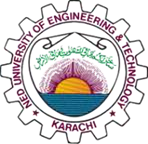 NED UNIVERSITY OF ENGINEERING & TECHNOLOGY
KARACHI